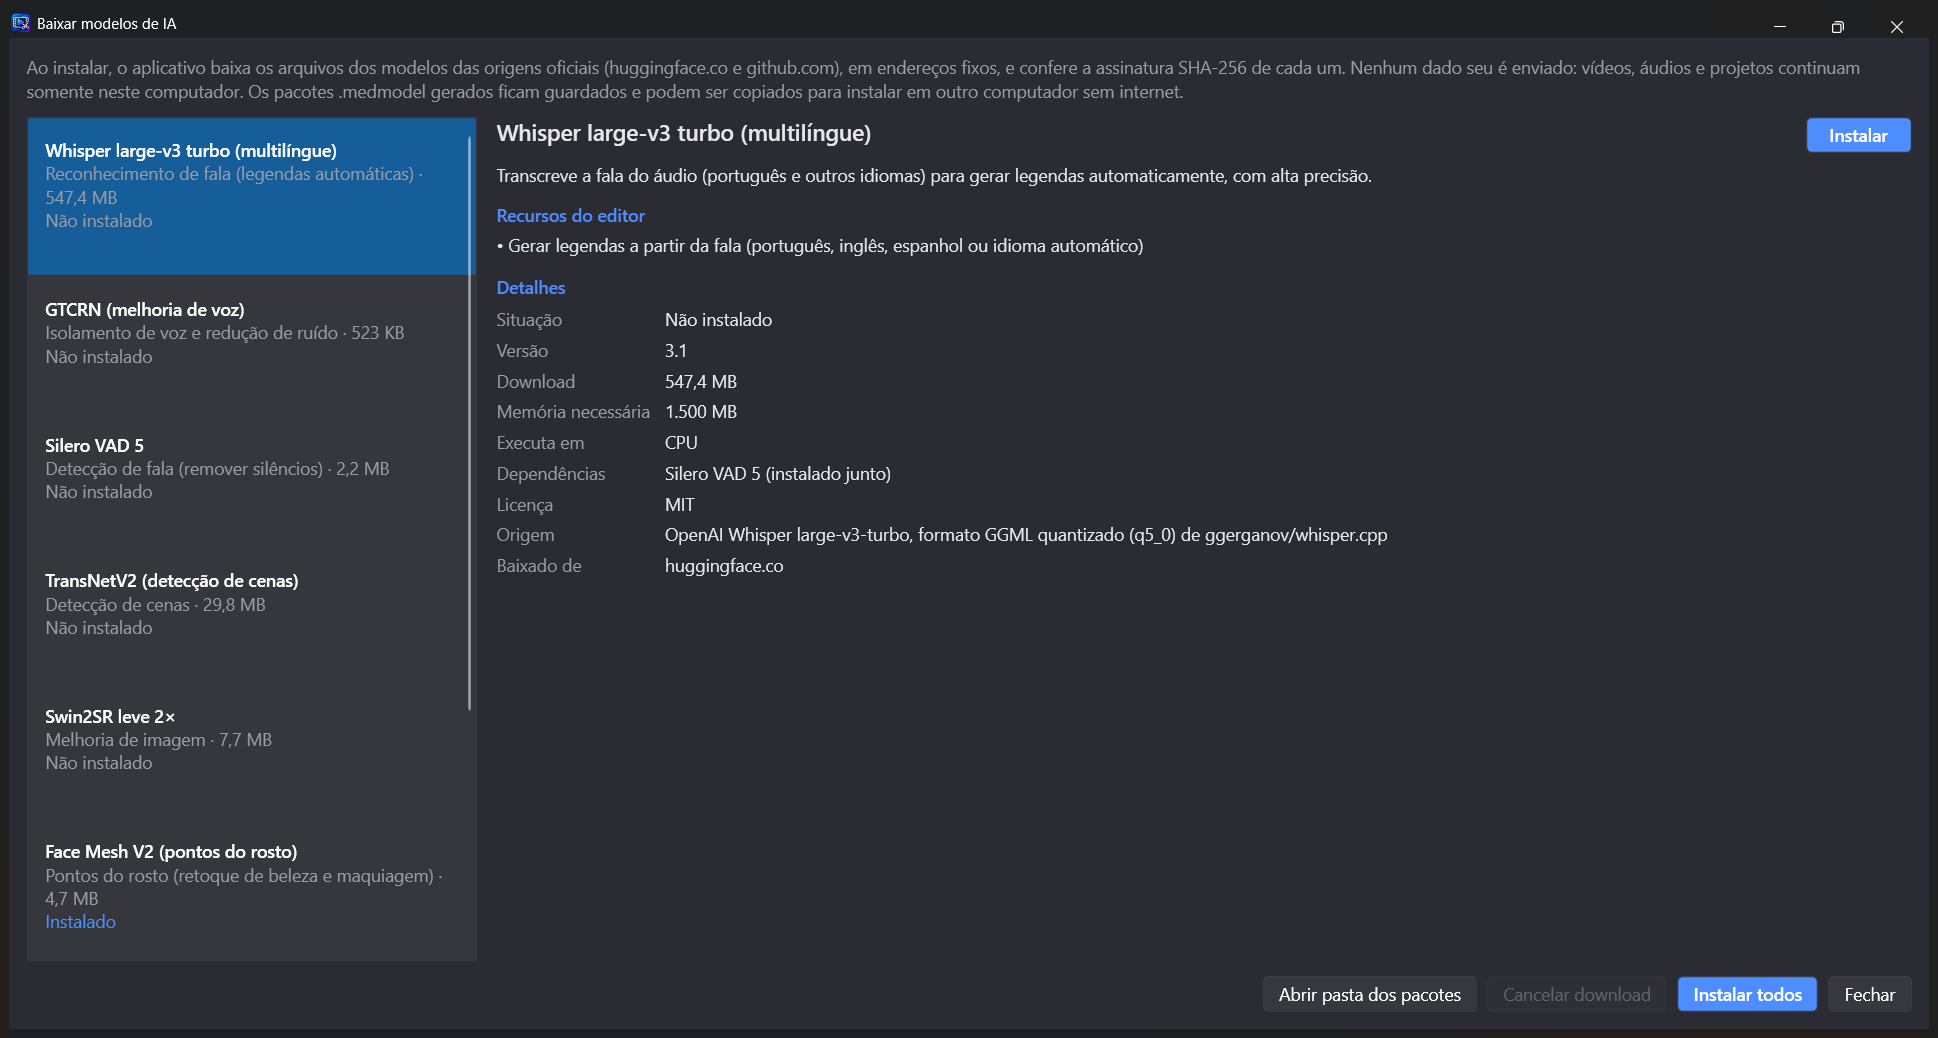 Baixar modelos de IA
Ao instalar, o aplicativo baixa os arquivos dos modelos das origens oficiais (huggingface.co e github.com), em endereços fixos, e confere a assinatura SHA-256 de cada um. Nenhum dado seu é enviado: vídeos, áudios e projetos continuam
somente neste computador. Os pacotes .medmodel gerados ficam guardados e podem ser copiados para instalar em outro computador sem internet.
Whisper large-v3 turbo (multilíngue)
Reconhecimento de fala (legendas automáticas) ·
547,4 MB
Não instalado
GTCRN (melhoria de voz)
Isolamento de voz e redução de ruído · 523 KB
Não instalado
Silero VAD 5
Detecção de fala (remover silêncios) · 2,2 MB
Não instalado
TransNetV2 (detecção de cenas)
Detecção de cenas · 29,8 MB
Não instalado
Swin2SR leve 2×
Melhoria de imagem · 7,7 MB
Não instalado
Face Mesh V2 (pontos do rosto)
Pontos do rosto (retoque de beleza e maquiagem) ·
4,7 MB
Instalado
Whisper large-v3 turbo (multilíngue)
Instalar
Transcreve a fala do áudio (português e outros idiomas) para gerar legendas automaticamente, com alta precisão.
Recursos do editor
• Gerar legendas a partir da fala (português, inglês, espanhol ou idioma automático)
Detalhes
Situação Não instalado
Versão 3.1
Download 547,4 MB
Memória necessária 1.500 MB
Executa em CPU
Dependências Silero VAD 5 (instalado junto)
Licença MIT
Origem OpenAI Whisper large-v3-turbo, formato GGML quantizado (q5_0) de ggerganov/whisper.cpp
Baixado de huggingface.co
Abrir pasta dos pacotes
Cancelar download
Instalar todos
Fechar